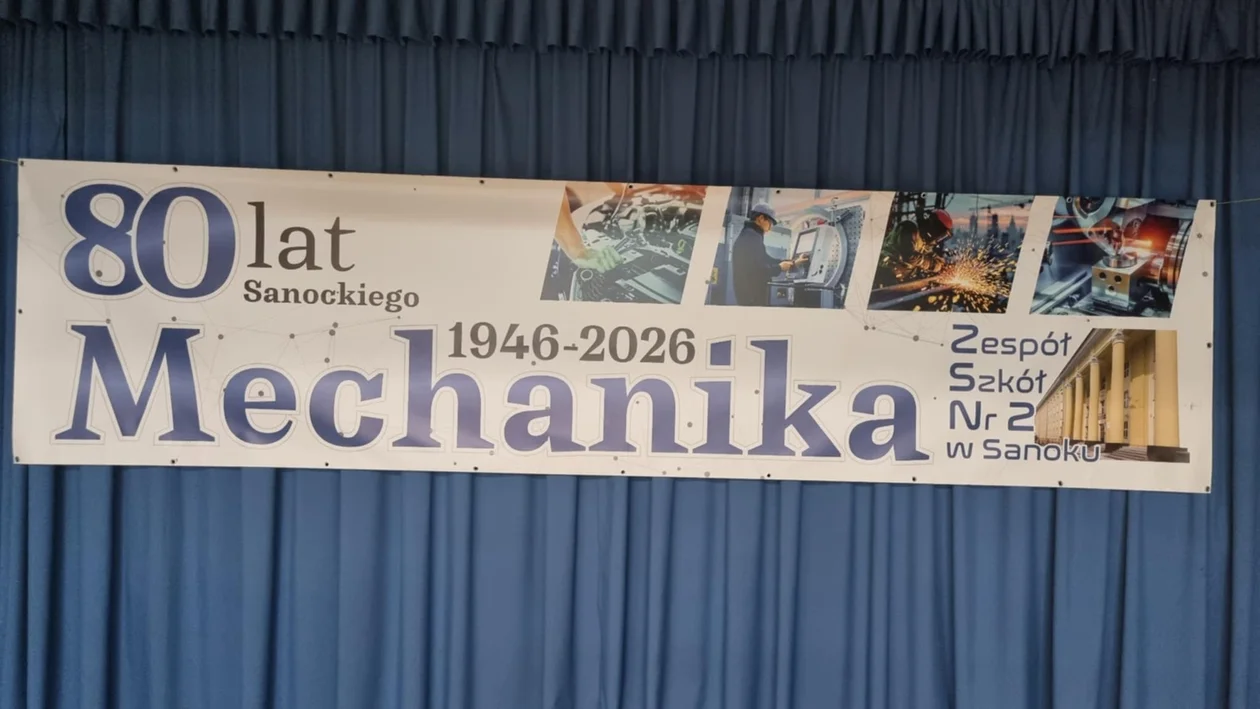 80 lat
Sanockiego
1946-2026
Mechanika
Zespół
Szkół
Nr 2
w Sanoku